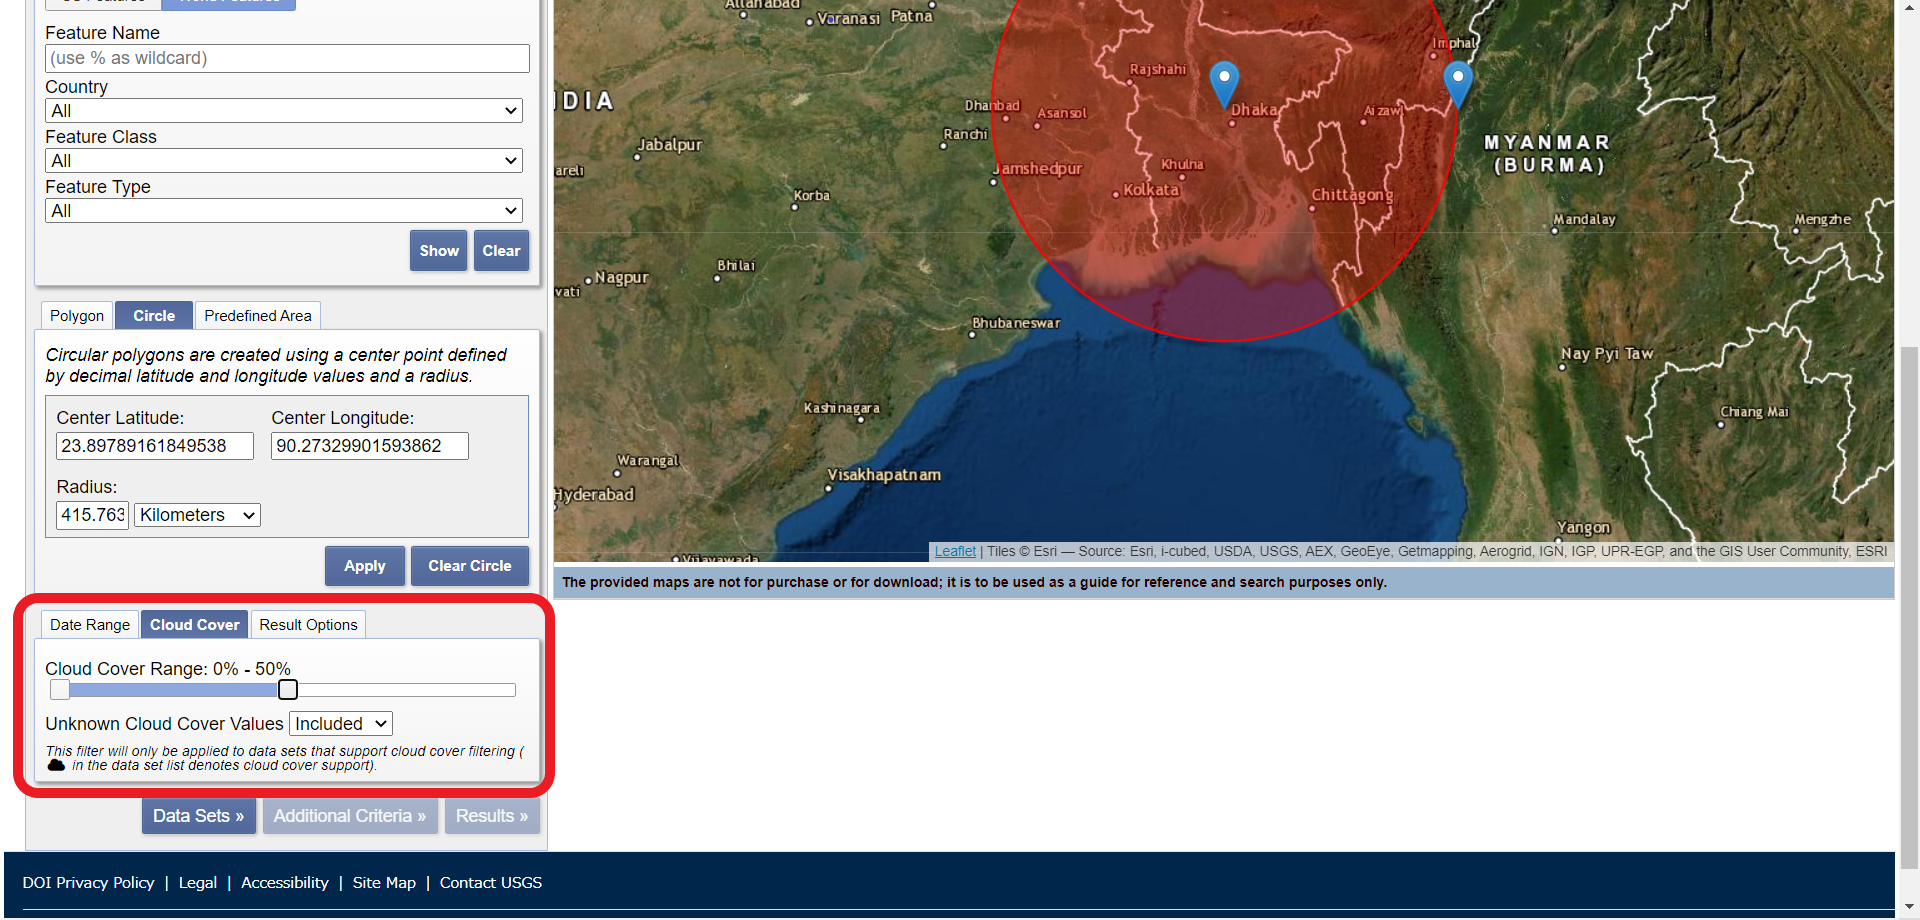 US Features World Features
Feature Name
(use % as wildcard)
Country
All
Feature Class
All
Feature Type
All
Show Clear
Polygon Circle Predefined Area
Circular polygons are created using a center point defined
by decimal latitude and longitude values and a radius.
Center Latitude: Center Longitude:
23.89789161849538 90.27329901593862
Radius:
415.763 Kilometers
Apply Clear Circle
Date Range Cloud Cover Result Options
Cloud Cover Range: 0% - 50%
Unknown Cloud Cover Values Included
This filter will only be applied to data sets that support cloud cover filtering (
in the data set list denotes cloud cover support).
Data Sets » Additional Criteria » Results »
Allahabad
Varanasi Patna
Imphal
Rajshahi
DIA
Dhanbad
Asansol
Dhaka
Aizawl
Ranchi
Jabalpur
MYANMAR
(BURMA)
areli
Jamshedpur
Khulna
Kolkata
Korba
Chittagong
Mandalay
Mengzhe
Bhilai
Nagpur
vati
Bhubaneswar
Nay Pyi Taw
Kashinagara
Chiang Mai
Warangal
Visakhapatnam
Hyderabad
Yangon
Vijayawada
Leaflet | Tiles © Esri — Source: Esri, i-cubed, USDA, USGS, AEX, GeoEye, Getmapping, Aerogrid, IGN, IGP, UPR-EGP, and the GIS User Community, ESRI
The provided maps are not for purchase or for download; it is to be used as a guide for reference and search purposes only.
DOI Privacy Policy | Legal | Accessibility | Site Map | Contact USGS